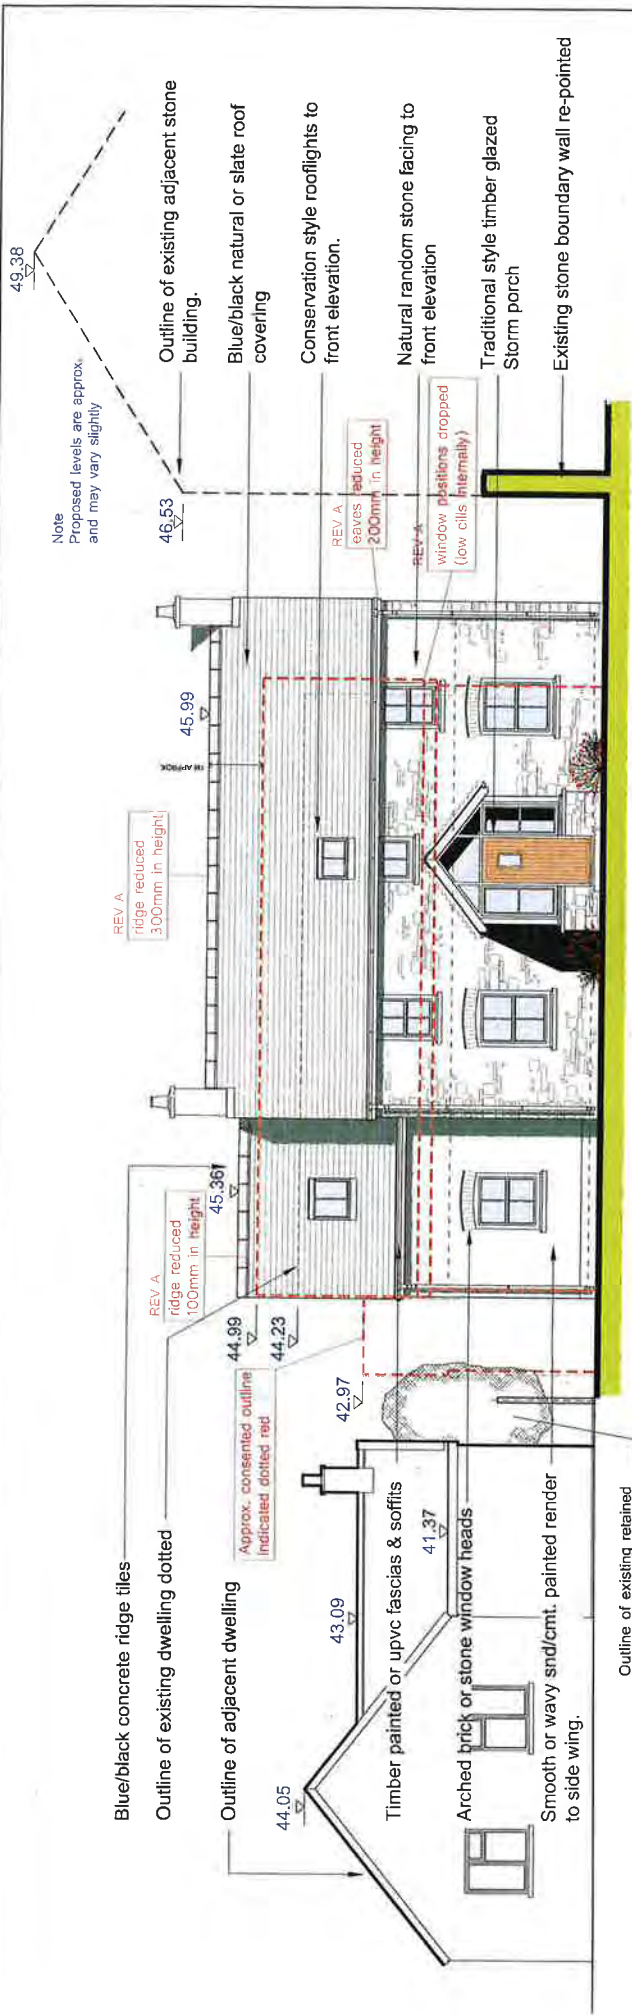 49.38
Note
Proposed levels are approx.
and may vary slightly
46.53
Outline of existing adjacent stone
building.
Blue/black natural or slate roof
covering
Conservation style rooflights to
front elevation.
Natural random stone facing to
front elevation
Traditional style timber glazed
Storm porch
Existing stone boundary wall re-pointed
REV A
eaves reduced
200mm in height
REV A
window positions dropped
(low cills internally)
45.99
APPROX
REV A
ridge reduced
300mm in height
45.361
REV A
ridge reduced
100mm in height
44.99
44.23
42.97
Approx. consented outline
Indicated dotted red
Blue/black concrete ridge tiles
Outline of existing dwelling dotted
Outline of adjacent dwelling
44.05
43.09
41.37
Timber painted or upvc fascias & soffits
Arched brick or stone window heads
Smooth or wavy snd/cmt. painted render
to side wing.
Outline of existing retained